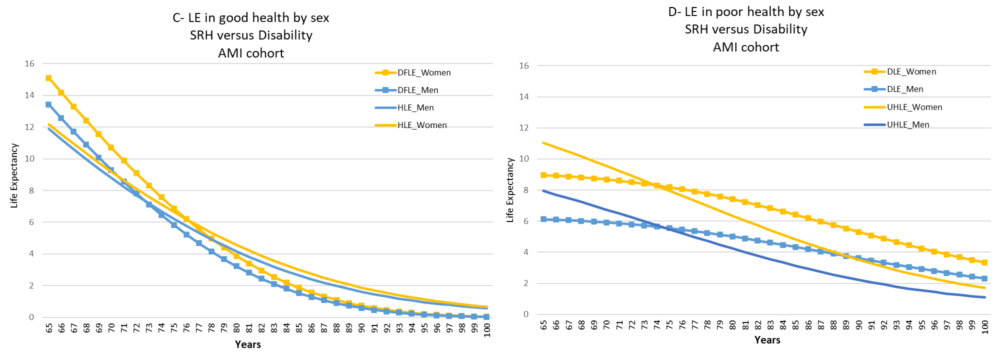 C- LE in good health by sex
SRH versus Disability
AMI cohort
16
14
12
10
8
6
4
2
0
Life Expectancy
DFLE_Women
DFLE_Men
HLE_Men
HLE_Women
65 66 67 68 69 70 71 72 73 74 75 76 77 78 79 80 81 82 83 84 85 86 87 88 89 90 91 92 93 94 95 96 97 98 99 100
Years
D- LE in poor health by sex
SRH versus Disability
AMI cohort
16
14
12
10
8
6
4
2
0
Life Expectancy
DLE_Women
DLE_Men
UHLE_Women
UHLE_Men
65 66 67 68 69 70 71 72 73 74 75 76 77 78 79 80 81 82 83 84 85 86 87 88 89 90 91 92 93 94 95 96 97 98 99 100
Years